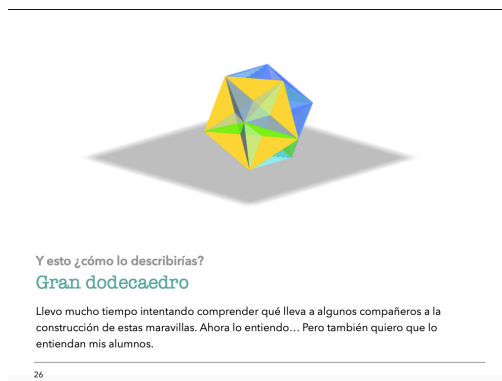 Y esto ¿cómo lo describirías?
Gran dodecaedro
Llevo mucho tiempo intentando comprender qué lleva a algunos compañeros a la
construcción de estas maravillas. Ahora lo entiendo… Pero también quiero que lo
entiendan mis alumnos.
26